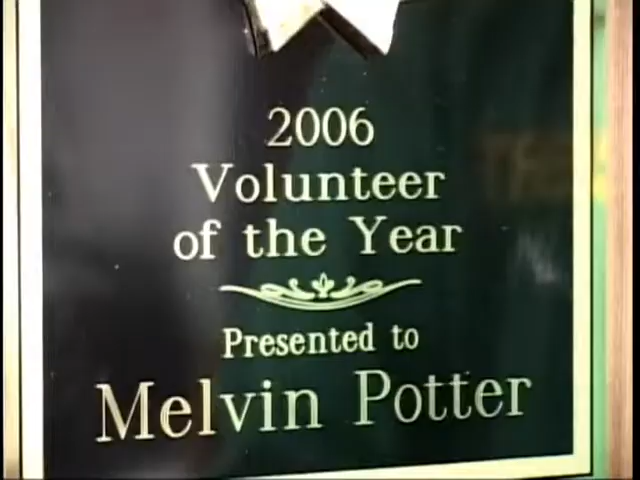 2006
Volunteer
of the Year
Presented to
Melvin Potter